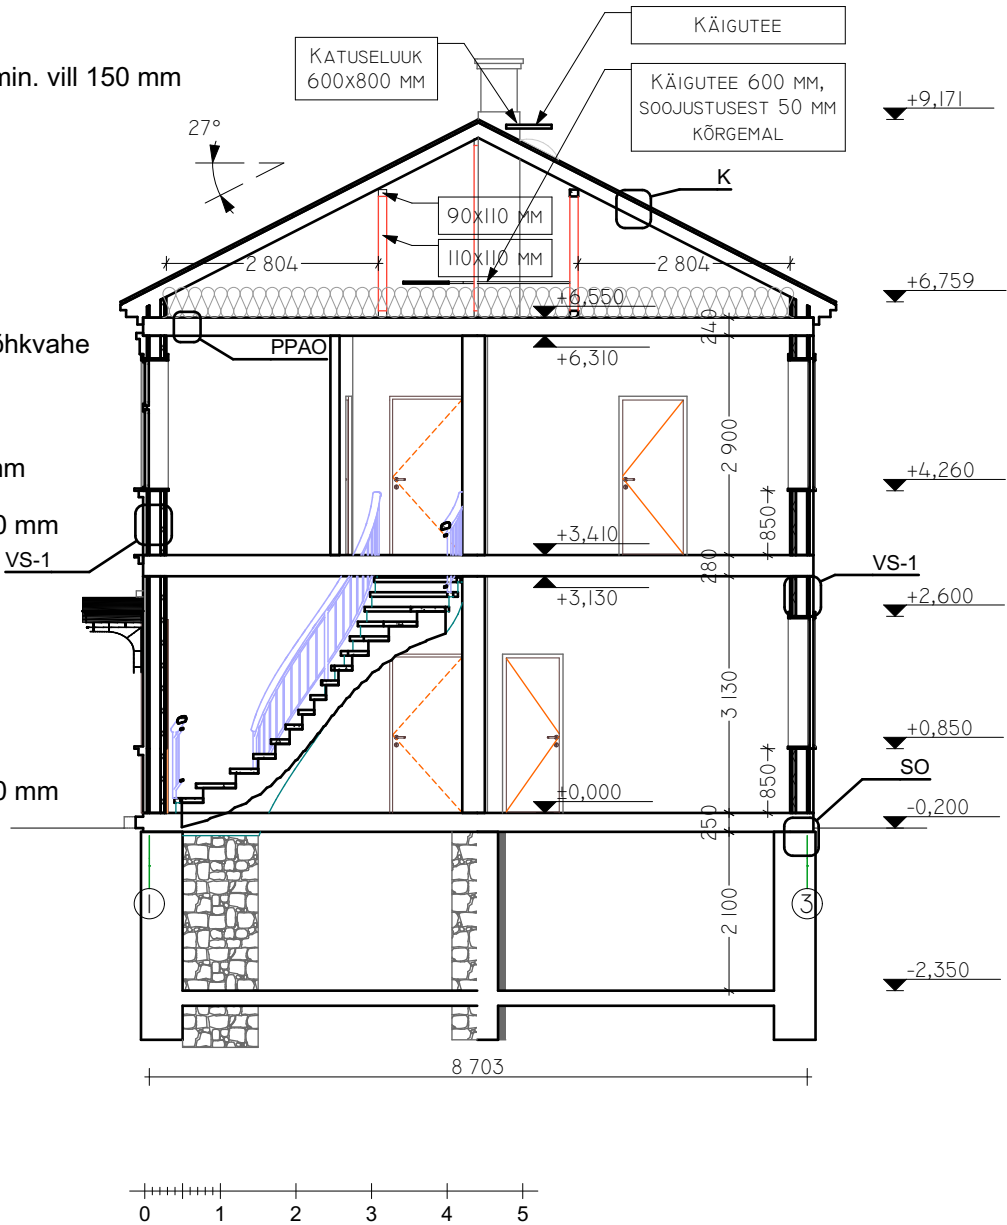 KÄIGUTEE
KATUSELUUK
600X800 MM
min. vill 150 mm
KÄIGUTEE 600 MM,
SOOJUSTUSEST 50 MM
KÕRGEMAL
+9,171
27°
K
90X110 MM
110X110 MM
2 804
2 804
+6,759
+6,550
240
õhkvahe
PPAO
+6,310
2 900
mm
+4,260
0 mm
850
+3,410
VS-1
280
VS-1
+3,130
+2,600
3 130
+0,850
850
SO
0 mm
±0,000
-0,200
250
1
3
2 100
-2,350
8 703
0 1 2 3 4 5